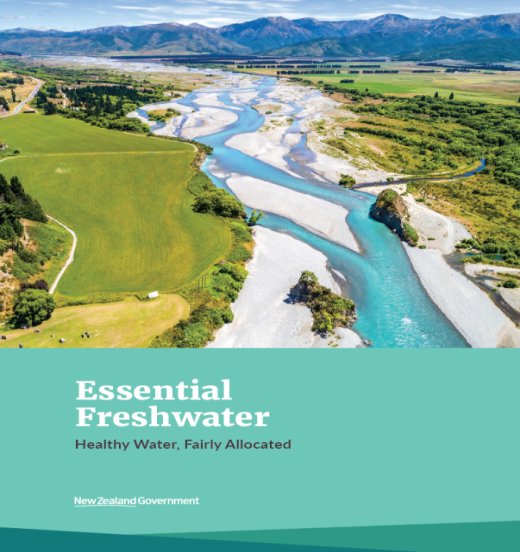 Essential
Freshwater
Healthy Water, Fairly Allocated
New Zealand Government